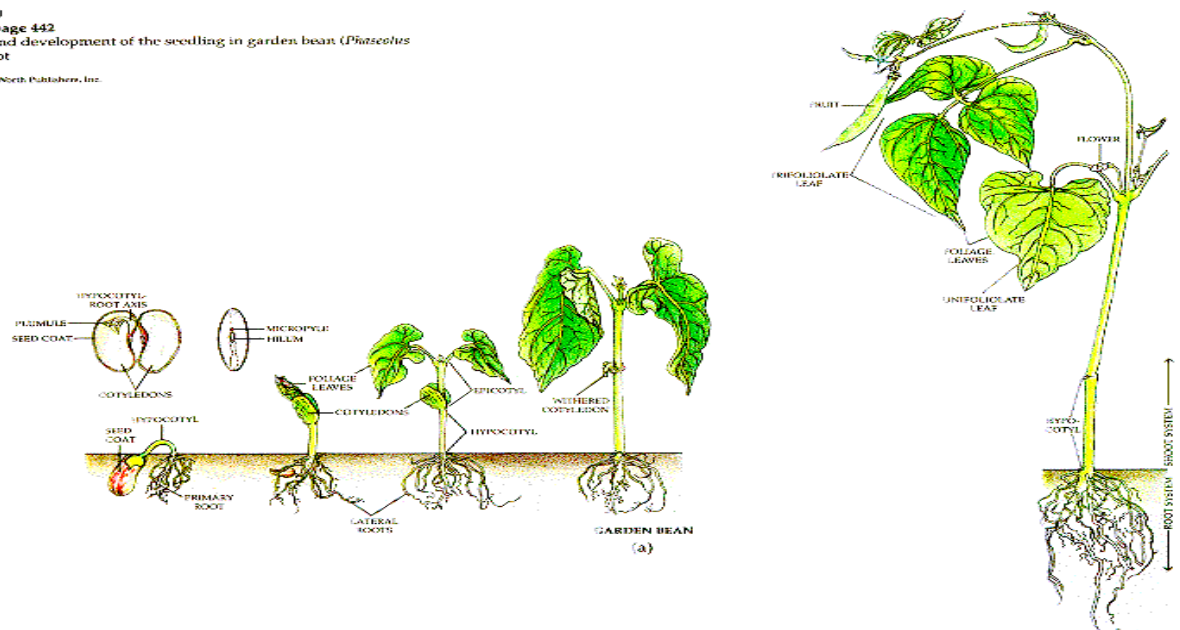 age 442
nd development of the seedling in garden bean (Phaseolus
ot
North Publishers, Inc.
HYPOCOTYL-
ROOT AXIS
PLUMULE
SEED COAT
COTYLEDONS
MICROPYLE
HILUM
SEED
COAT
HYPOCOTYL
PRIMARY
ROOT
FOLIAGE
LEAVES
COTYLEDONS
EPICOTYL
HYPOCOTYL
LATERAL
ROOTS
WITHERED
COTYLEDON
GARDEN BEAN
(a)
FRUIT
TRIFOLIOLATE
LEAF
FLOWER
FOLIAGE
LEAVES
UNIFOLIOLATE
LEAF
HYPO-
COTYL
SHOOT SYSTEM
ROOT SYSTEM